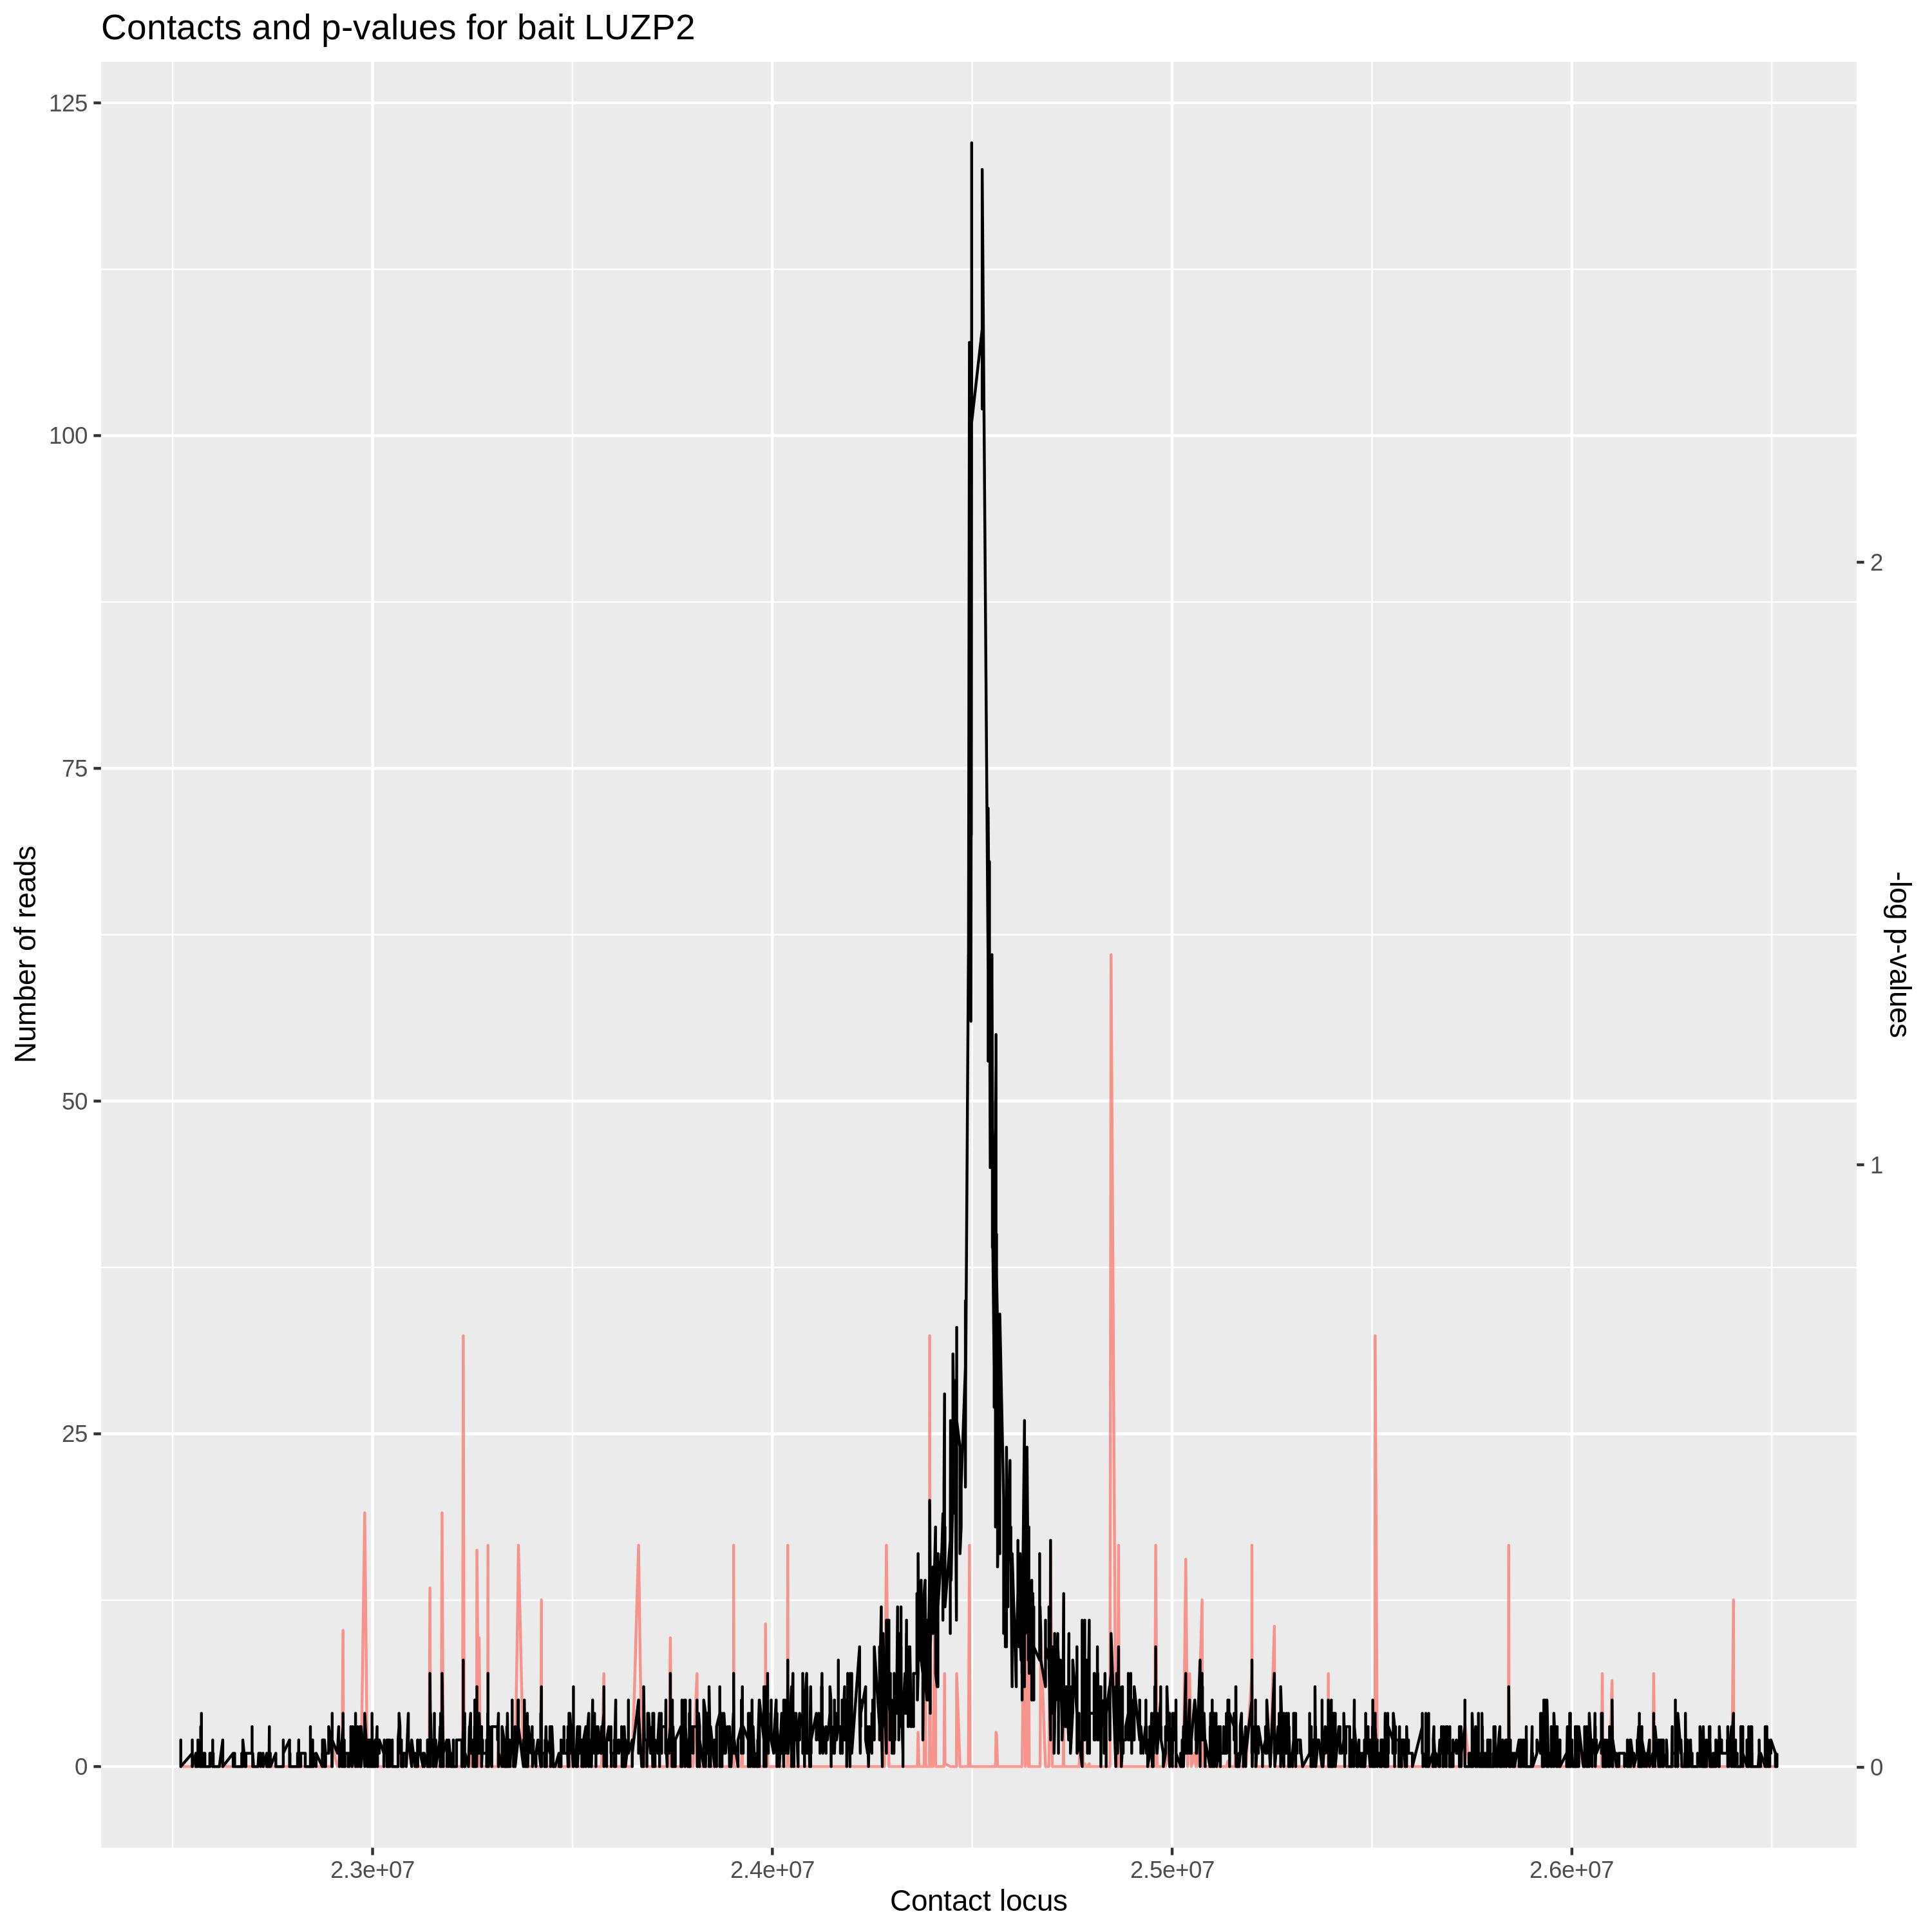 Contacts and p-values for bait LUZP2
125
100
75
50
25
0
Number of reads
2
1
0
-log p-values
2.3e+07
2.4e+07
2.5e+07
2.6e+07
Contact locus